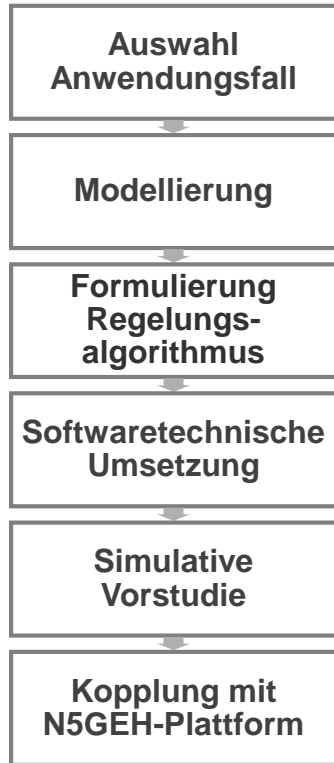 Auswahl
Anwendungsfall
Modellierung
Formulierung
Regelungs-
algorithmus
Softwaretechnische
Umsetzung
Simulative
Vorstudie
Kopplung mit
N5GEH-Plattform